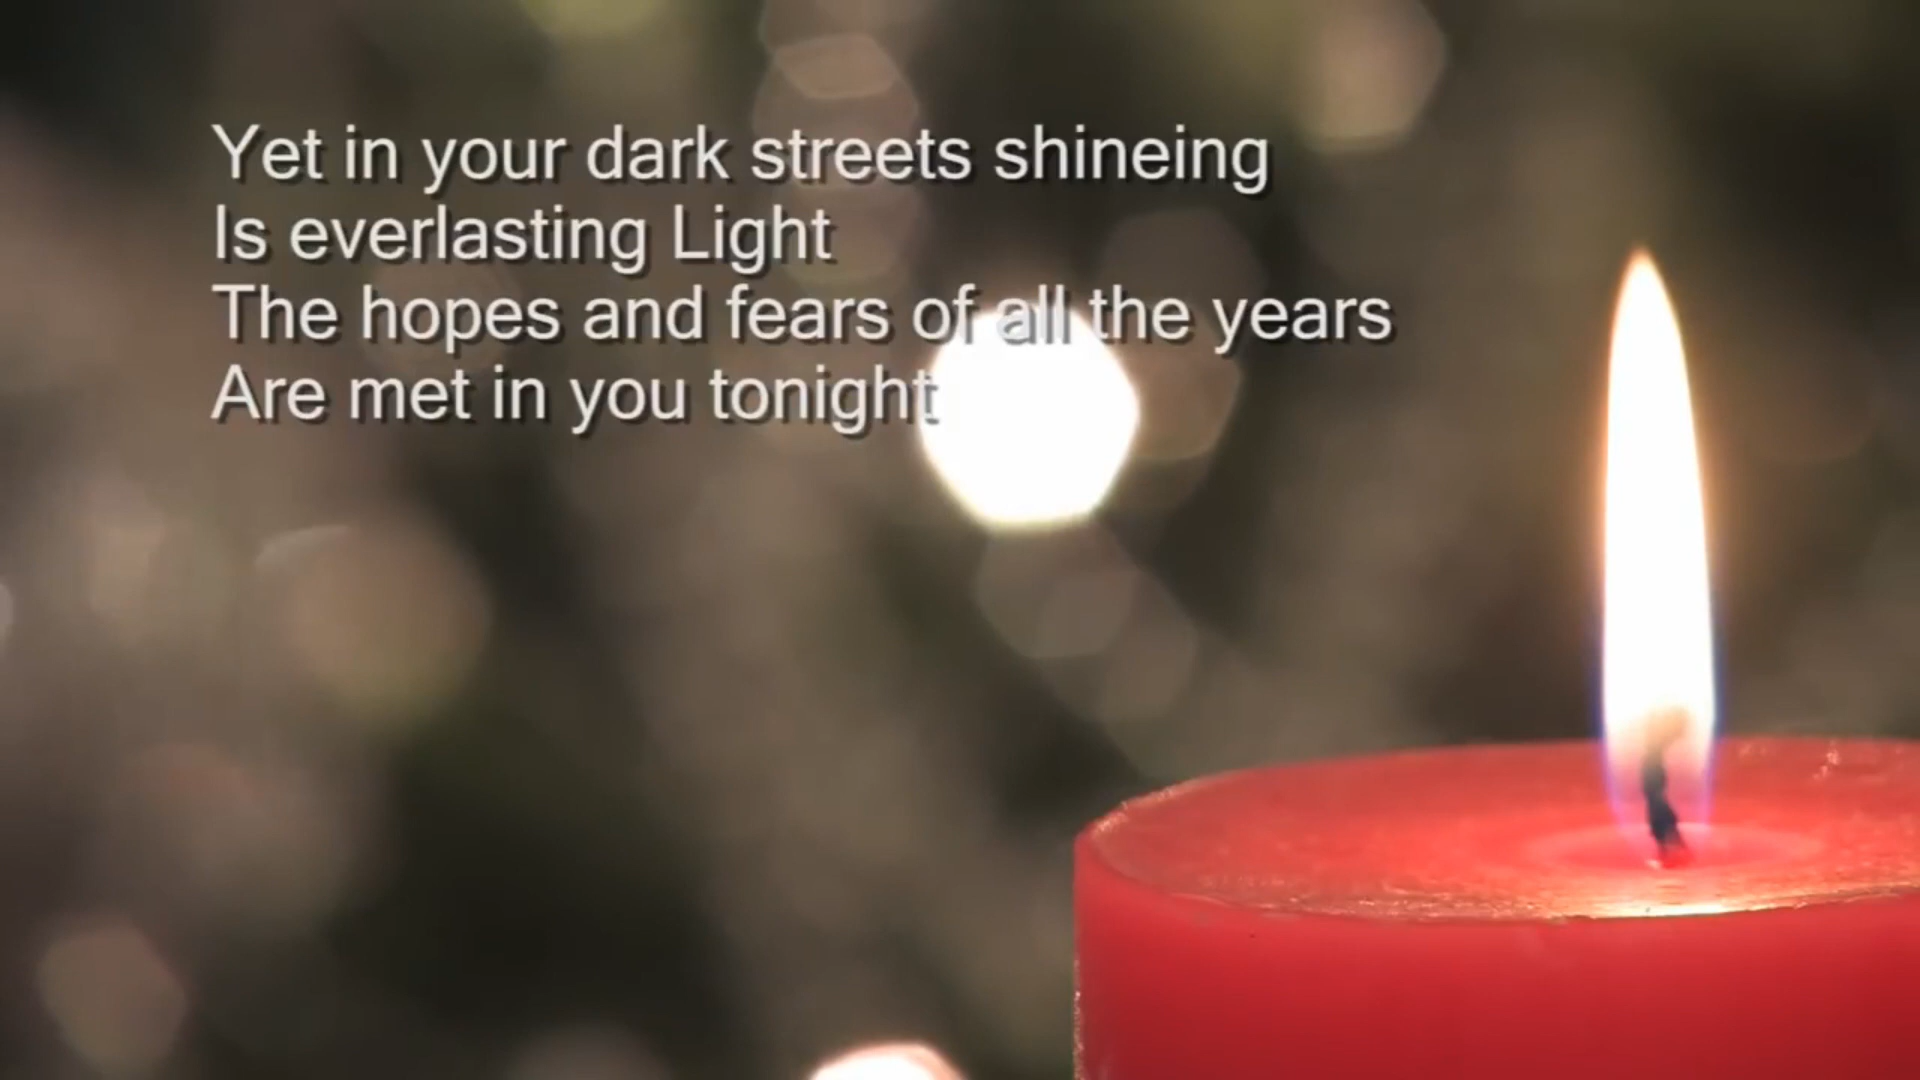 Yet in your dark streets shineing
Is everlasting Light
The hopes and fears of all the years
Are met in you tonight